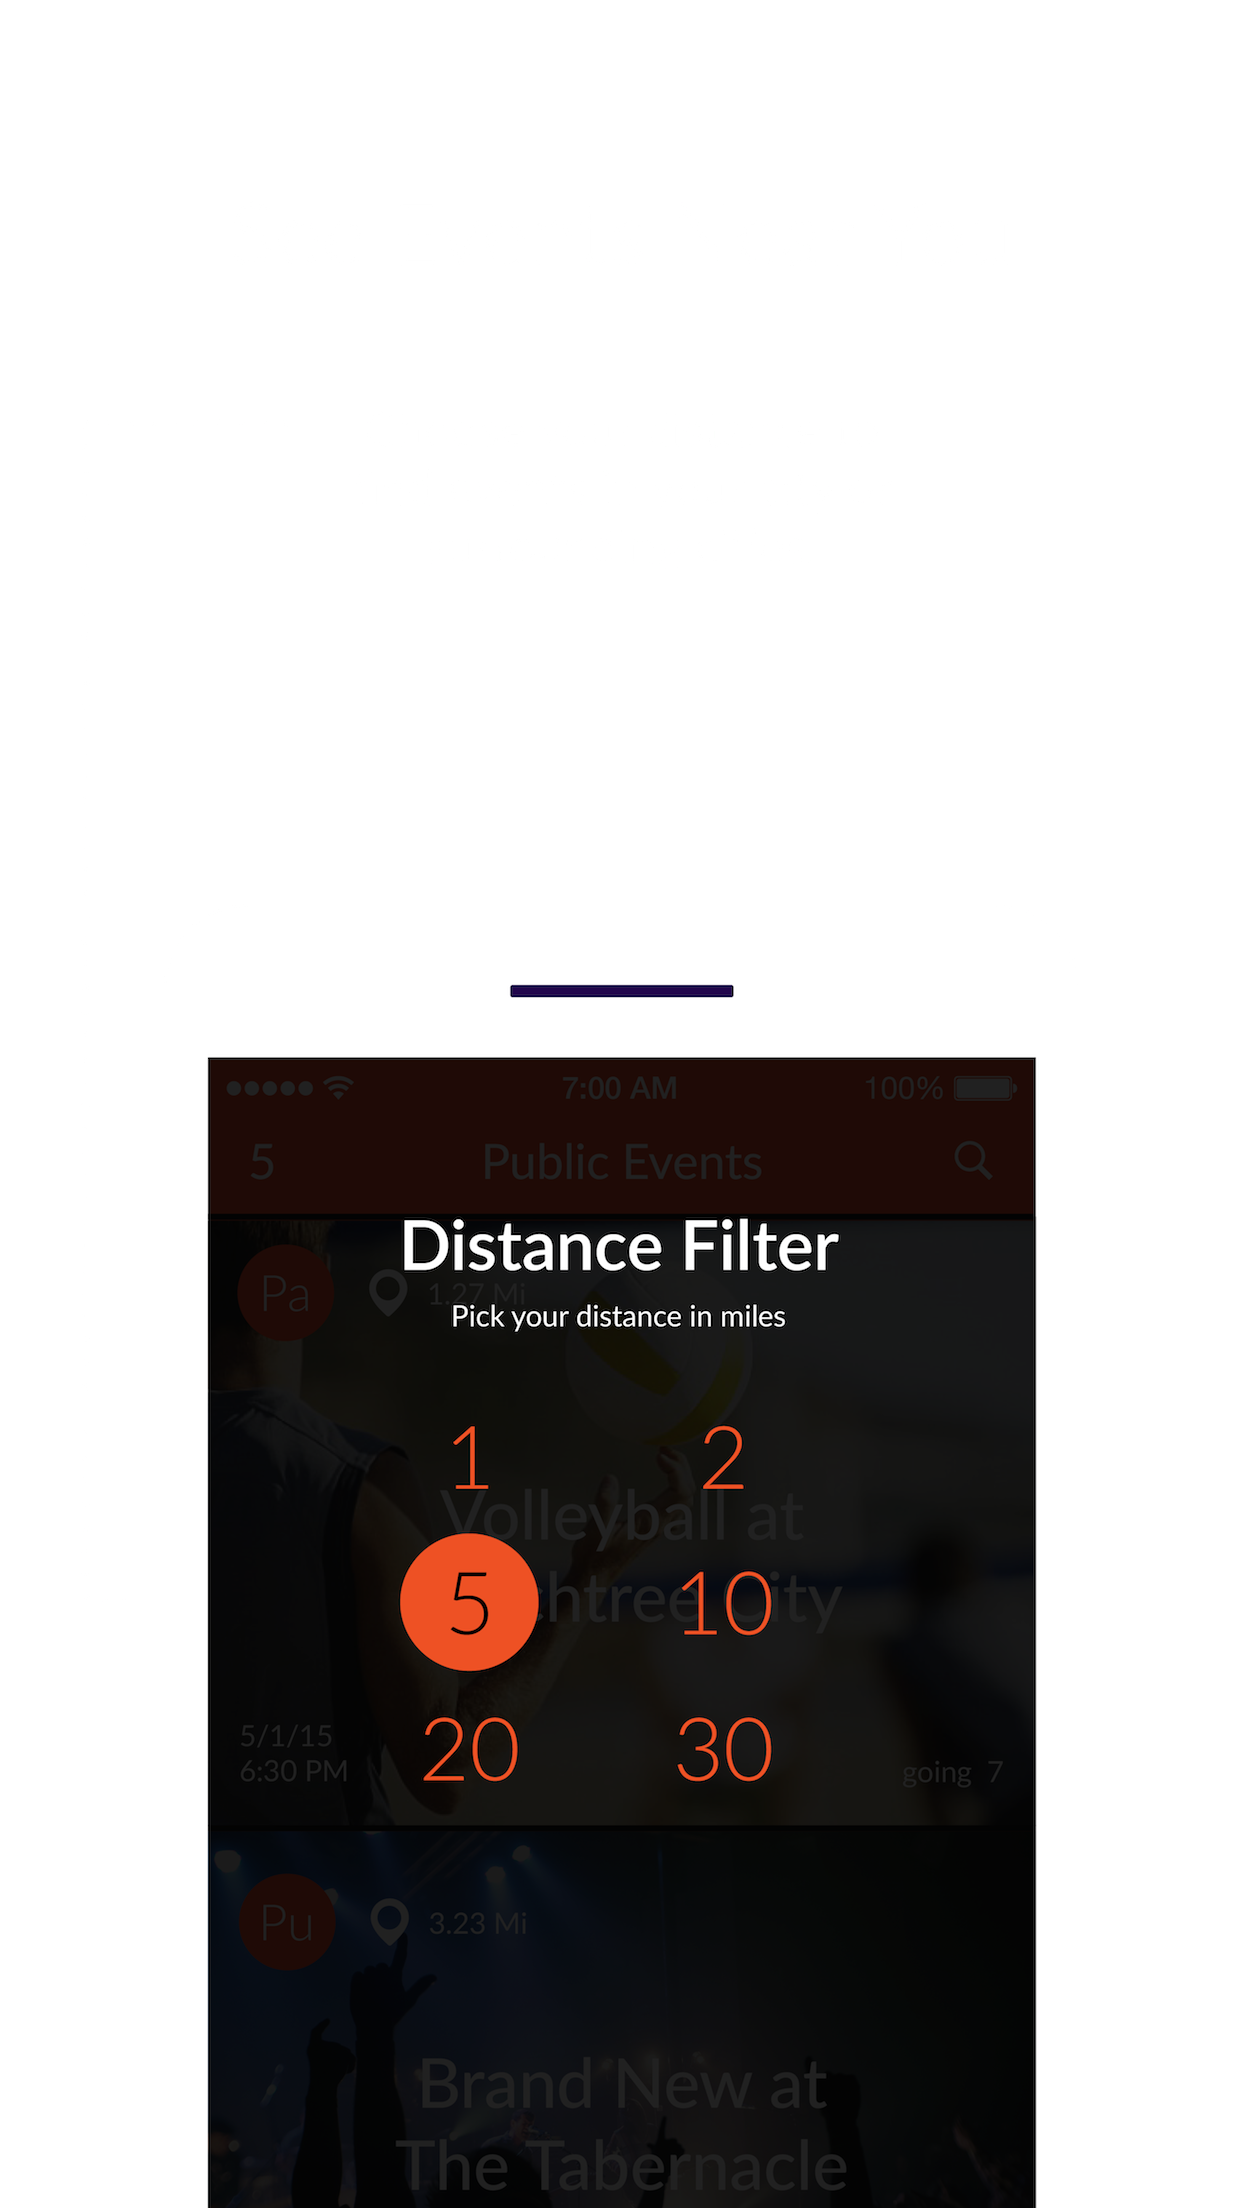 7:00 AM
100%
5
Public Events
Distance Filter
Pa
1.27 Mi
Pick your distance in miles
1
2
Volleyball at
5
10
City
20
30
5/1/15
6:30 PM
going 7
Pu
3.23 Mi
Brand New at
The Tabernacle